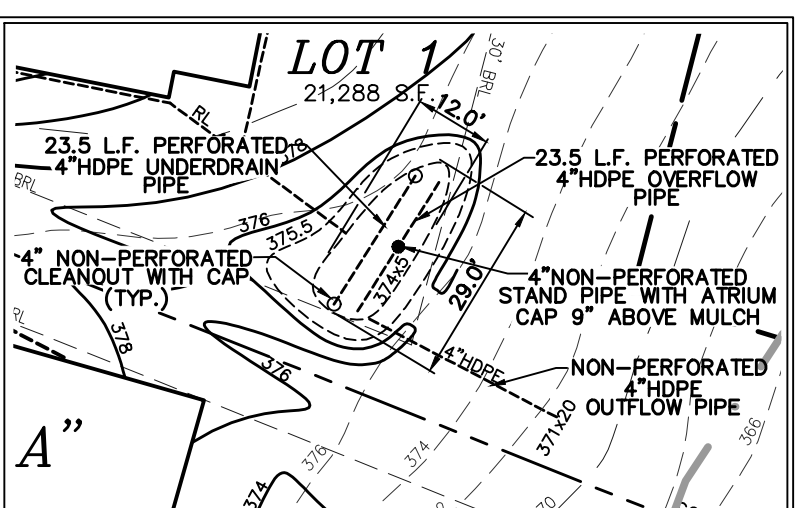 LOT 1
21,288 S.F.
30' BRL
12.0'
RL
378
23.5 L.F. PERFORATED
4"HDPE UNDERDRAIN
PIPE
23.5 L.F. PERFORATED
4"HDPE OVERFLOW
PIPE
BRL
376
375.5
4" NON-PERFORATED
CLEANOUT WITH CAP
(TYP.)
374x5
29.0'
4"NON-PERFORATED
STAND PIPE WITH ATRIUM
CAP 9" ABOVE MULCH
RL
378
376
4"HDPE
NON-PERFORATED
4"HDPE
OUTFLOW PIPE
371x20
366
A"
376
374
374
70